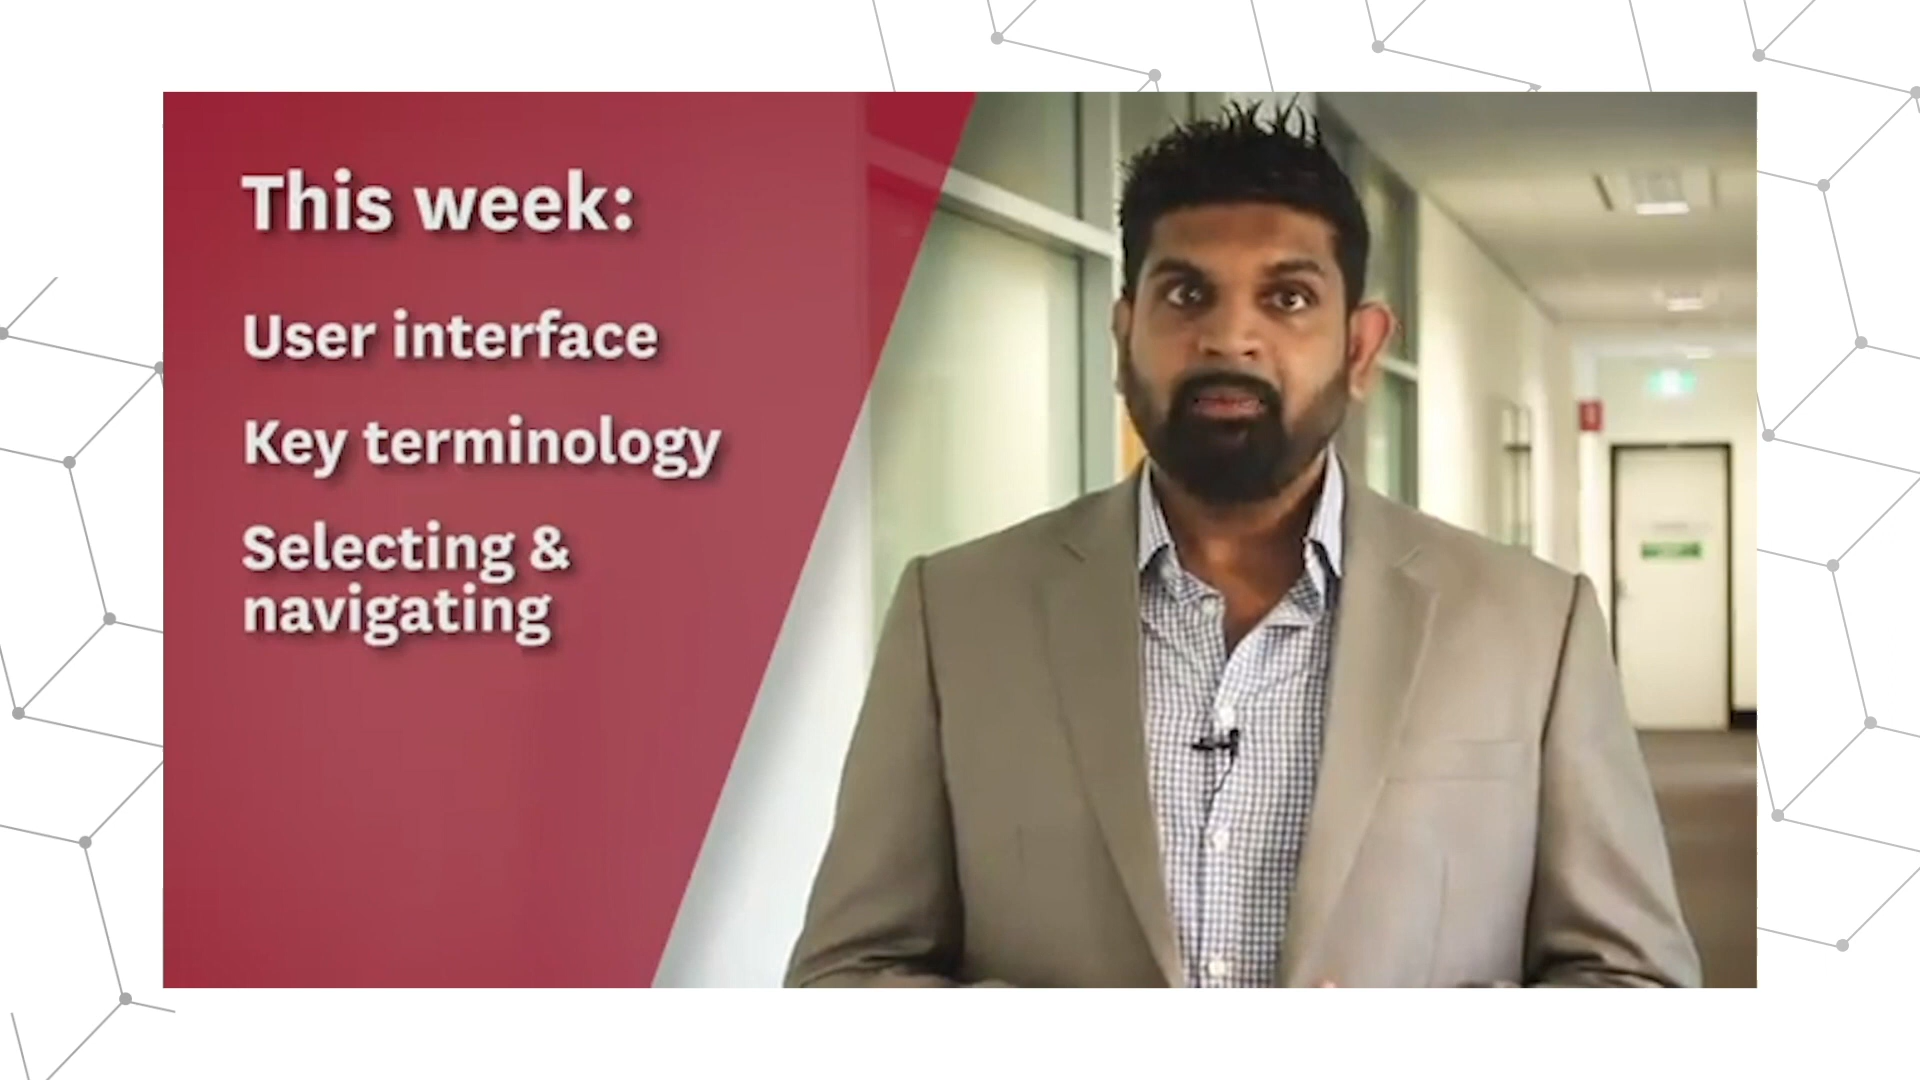 This week:
User interface
Key terminology
Selecting &
navigating